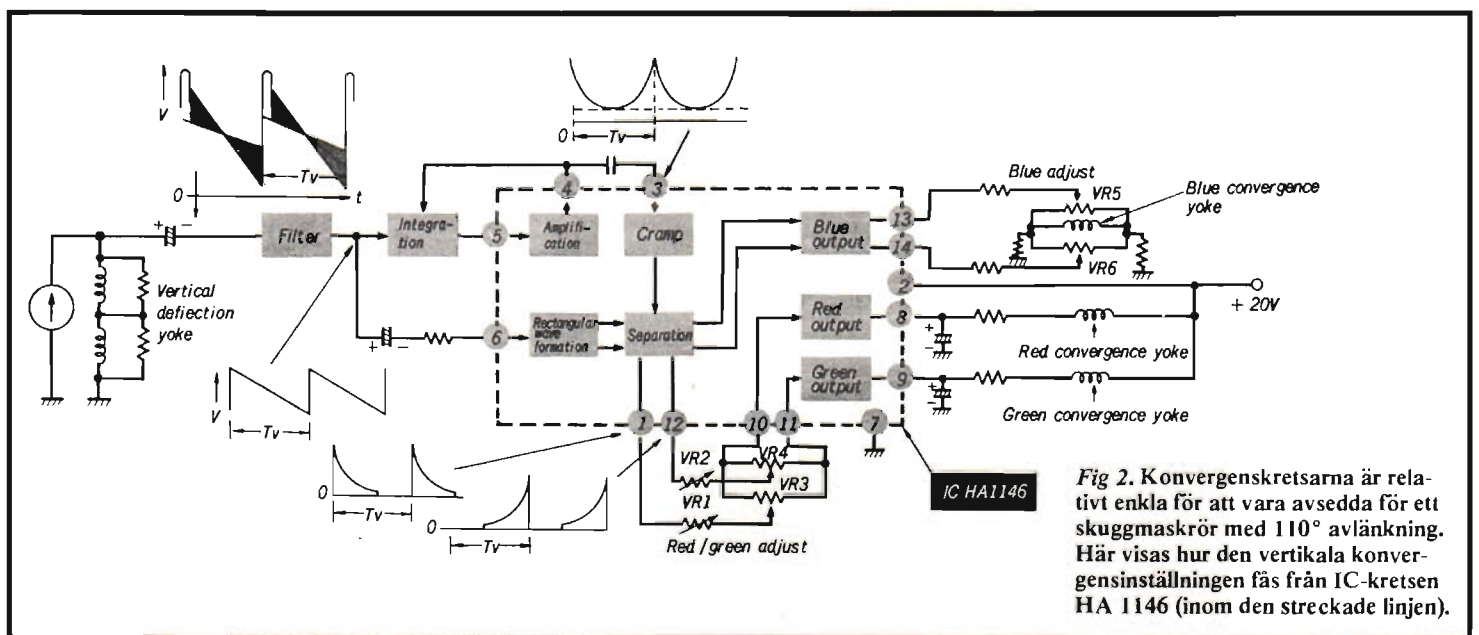 V
0
Tv
t
0
Tv
Filter
Integra-
tion
4
3
5
Amplifi-
cation
Cramp
Blue
output
13
14
Blue adjust
VR5
Blue convergence
yoke
VR6
2
+ 20V
Vertical
deflection
yoke
+
-
+
-
6
Rectangular
wave
formation
Separation
Red
output
8
+
-
Red convergence yoke
Green
output
9
+
-
Green convergence yoke
V
Tv
1
12
10
11
7
0
Tv
0
Tv
VR2
VR4
VR1
VR3
Red/green adjust
IC HA1146
Fig 2. Konvergenskretsarna är rela-
tivt enkla för att vara avsedda för ett
skuggmaskrör med 110° avlänkning.
Här visas hur den vertikala konver-
gensinställningen fås från IC-kretsen
HA 1146 (inom den streckade linjen).